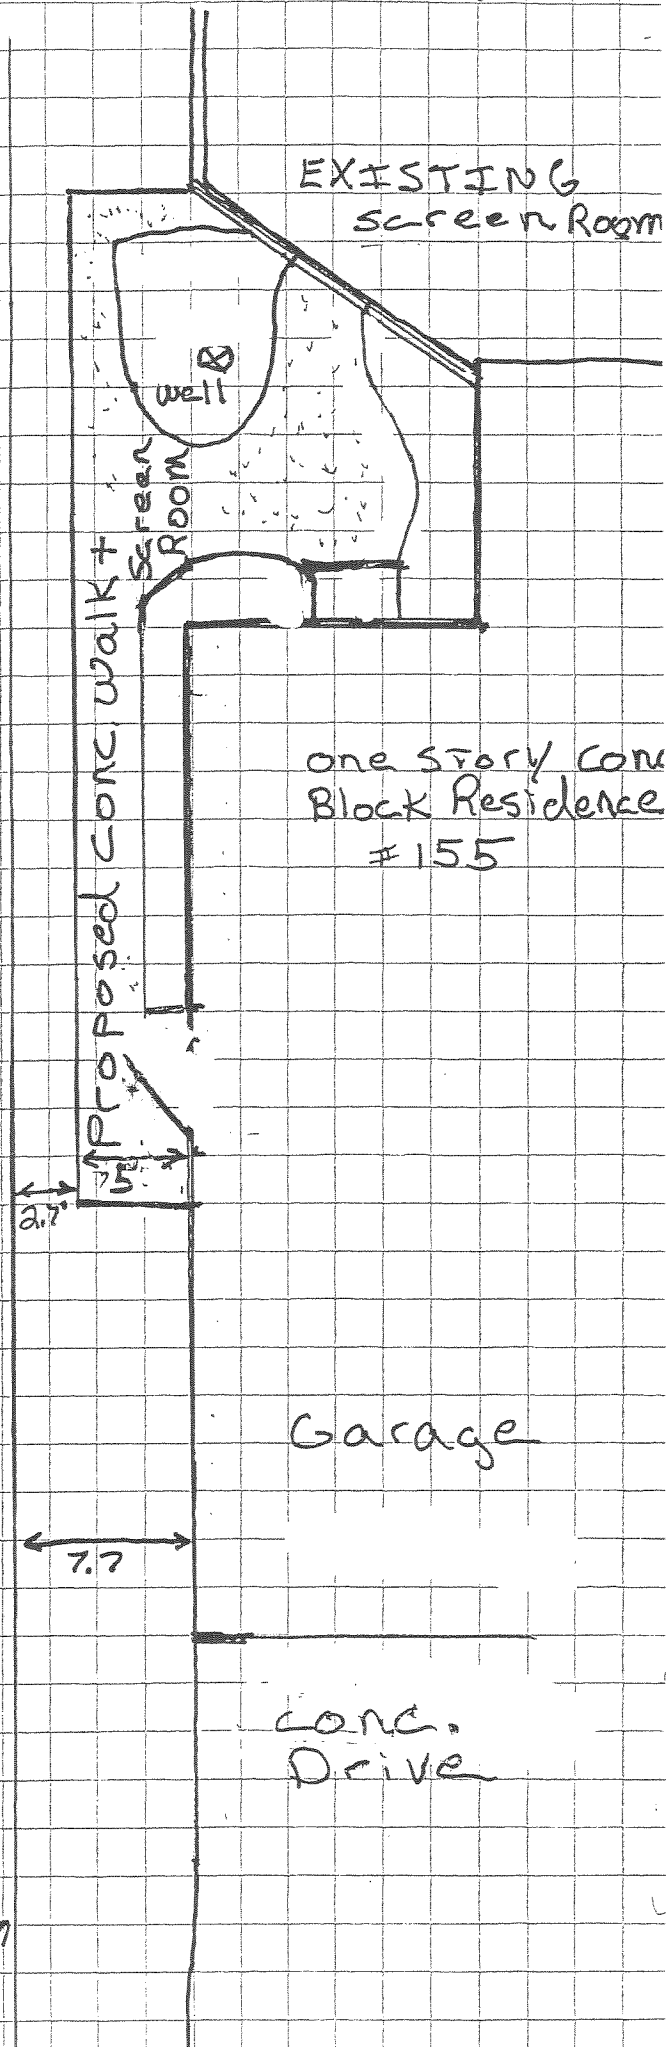 EXISTING
screen Room
well
Proposed Conc. walk +
screen
Room
one story Conc
Block Residence
#155
5
2.7'
Garage
7.7
conc.
Drive